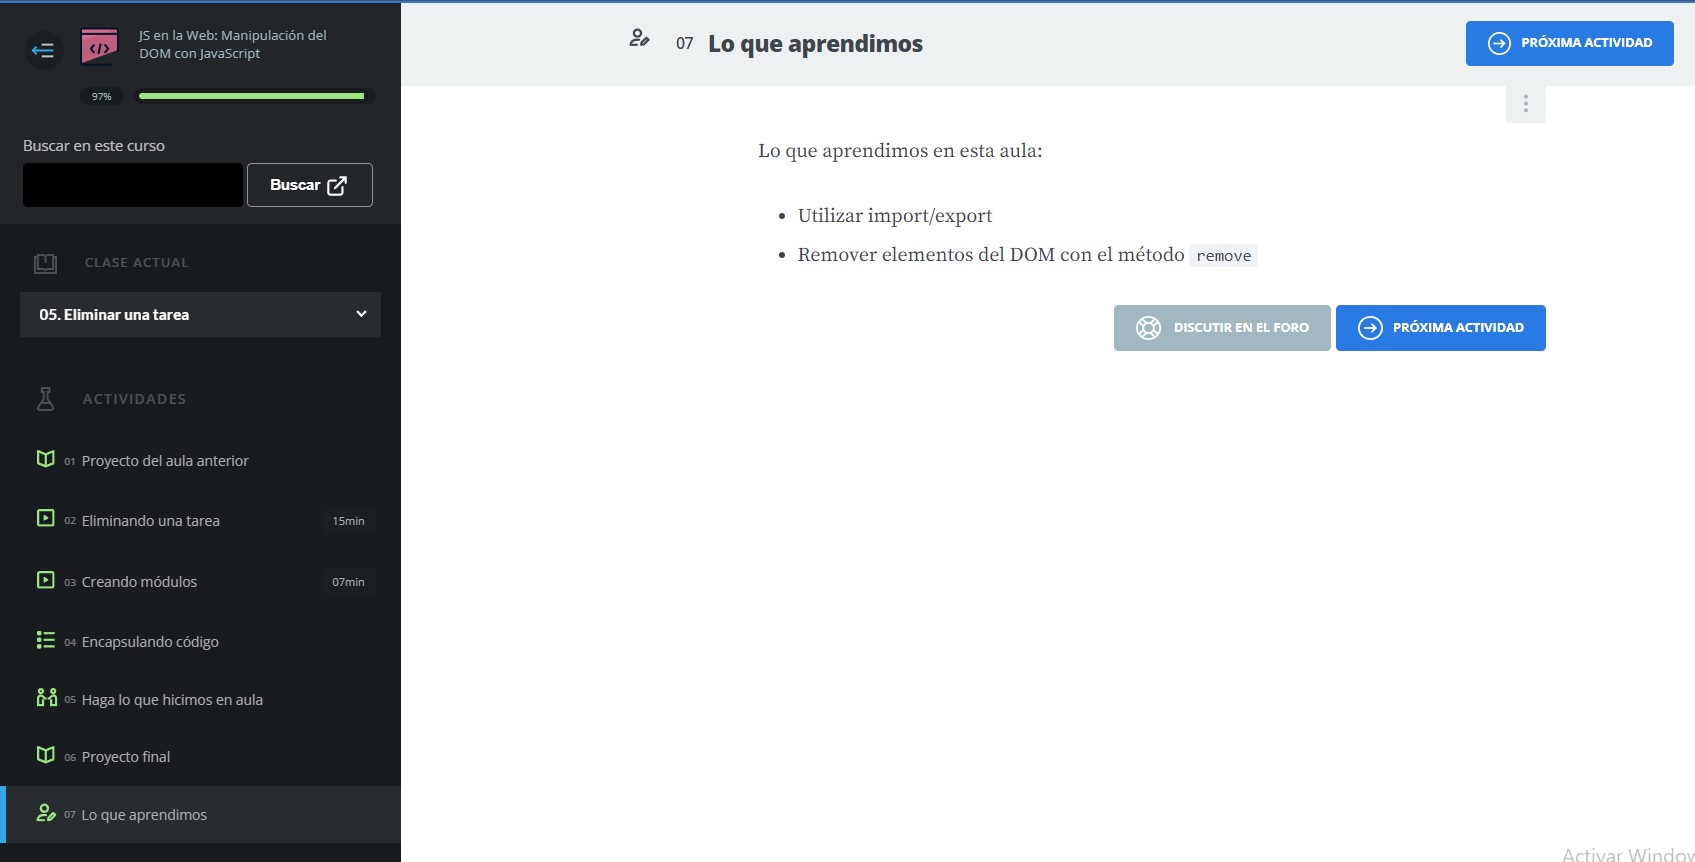 JS en la Web: Manipulación del
DOM con JavaScript
97%
Buscar en este curso
Buscar
CLASE ACTUAL
05. Eliminar una tarea
ACTIVIDADES
01 Proyecto del aula anterior
02 Eliminando una tarea 15min
03 Creando módulos 07min
04 Encapsulando código
05 Haga lo que hicimos en aula
06 Proyecto final
07 Lo que aprendimos
07 Lo que aprendimos
PRÓXIMA ACTIVIDAD
Lo que aprendimos en esta aula:
• Utilizar import/export
• Remover elementos del DOM con el método remove
DISCUTIR EN EL FORO PRÓXIMA ACTIVIDAD
Activar Window